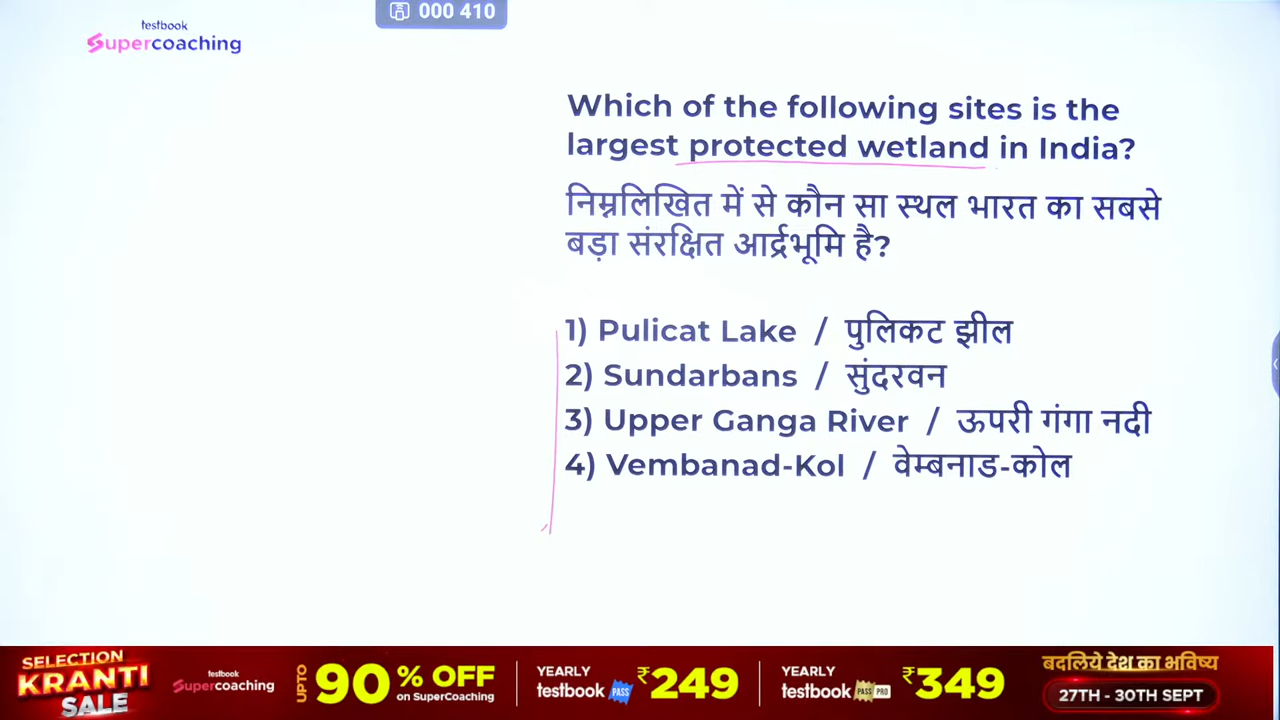 000 410
testbook
Supercoaching
Which of the following sites is the
largest protected wetland in India?
निम्नलिखित में से कौन सा स्थल भारत का सबसे
बड़ा संरक्षित आर्द्रभूमि है?
1) Pulicat Lake / पुलिकट झील
2) Sundarbans / सुंदरवन
3) Upper Ganga River / ऊपरी गंगा नदी
4) Vembanad-Kol / वेम्बनाड-कोल
SELECTION
KRANTI
SALE
testbook
Supercoaching
UPTO
90% OFF
on SuperCoaching
YEARLY
testbook PASS
₹249
YEARLY
testbook PASS PRO
₹349
बदलिये देश का भविष्य
27TH - 30TH SEPT